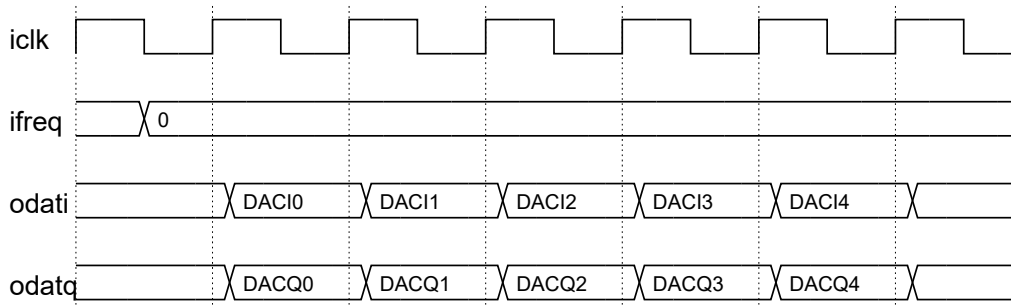 iclk
ifreq 0
odati DACI0 DACI1 DACI2 DACI3 DACI4
odatq DACQ0 DACQ1 DACQ2 DACQ3 DACQ4